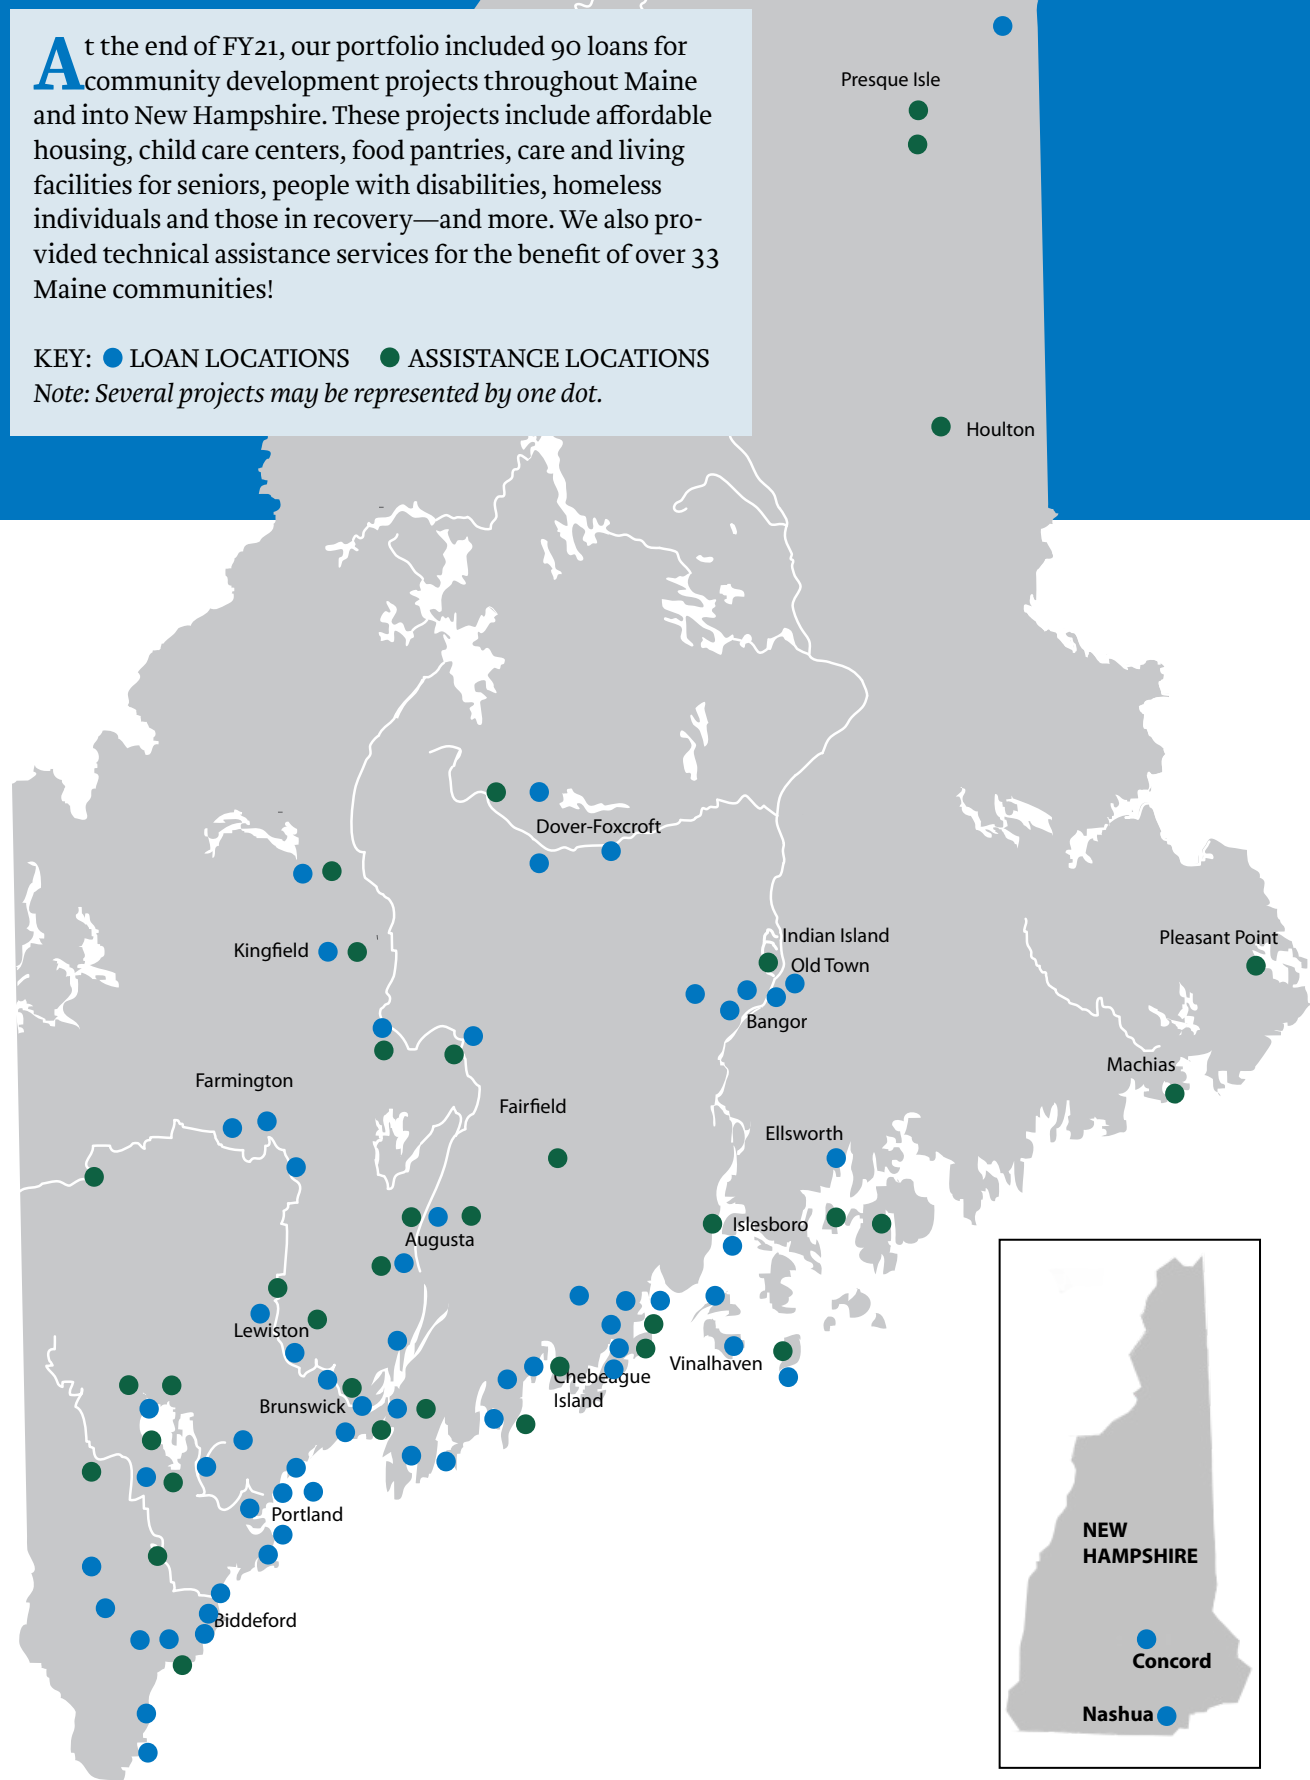 At the end of FY21, our portfolio included 90 loans for
community development projects throughout Maine
and into New Hampshire. These projects include affordable
housing, child care centers, food pantries, care and living
facilities for seniors, people with disabilities, homeless
individuals and those in recovery—and more. We also pro-
vided technical assistance services for the benefit of over 33
Maine communities!
KEY: LOAN LOCATIONS ASSISTANCE LOCATIONS
Note: Several projects may be represented by one dot.
Presque Isle
Houlton
Dover-Foxcroft
Kingfield
Indian Island
Old Town
Pleasant Point
Bangor
Machias
Farmington
Fairfield
Ellsworth
Islesboro
Augusta
Lewiston
Vinalhaven
Chebeague
Island
Brunswick
Portland
Biddeford
NEW
HAMPSHIRE
Concord
Nashua